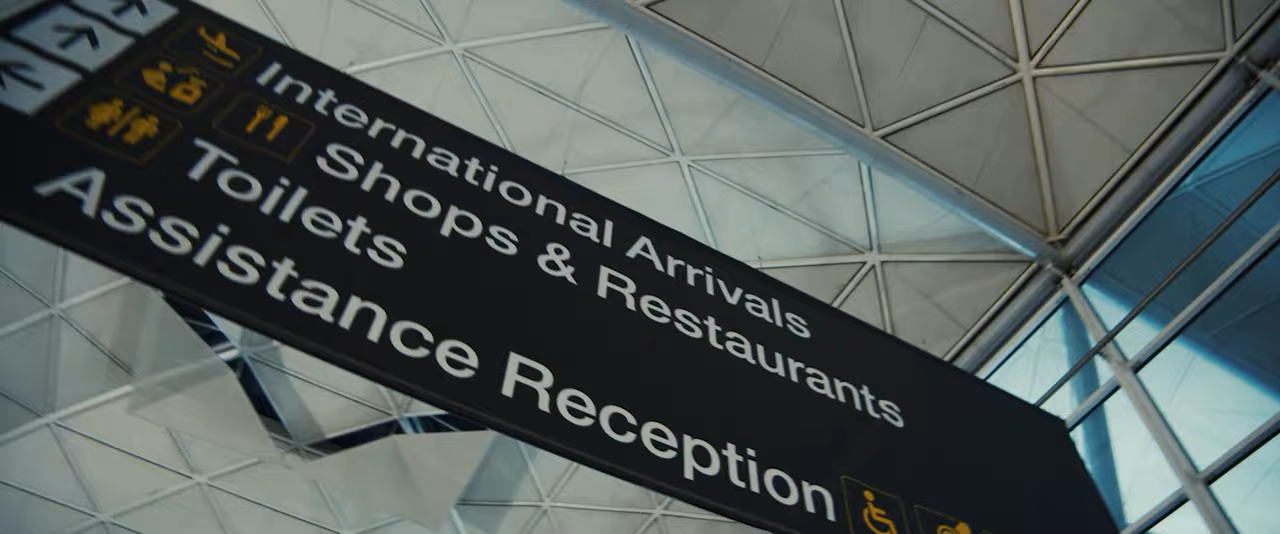 International Arrivals
Shops & Restaurants
Toilets
Assistance Reception